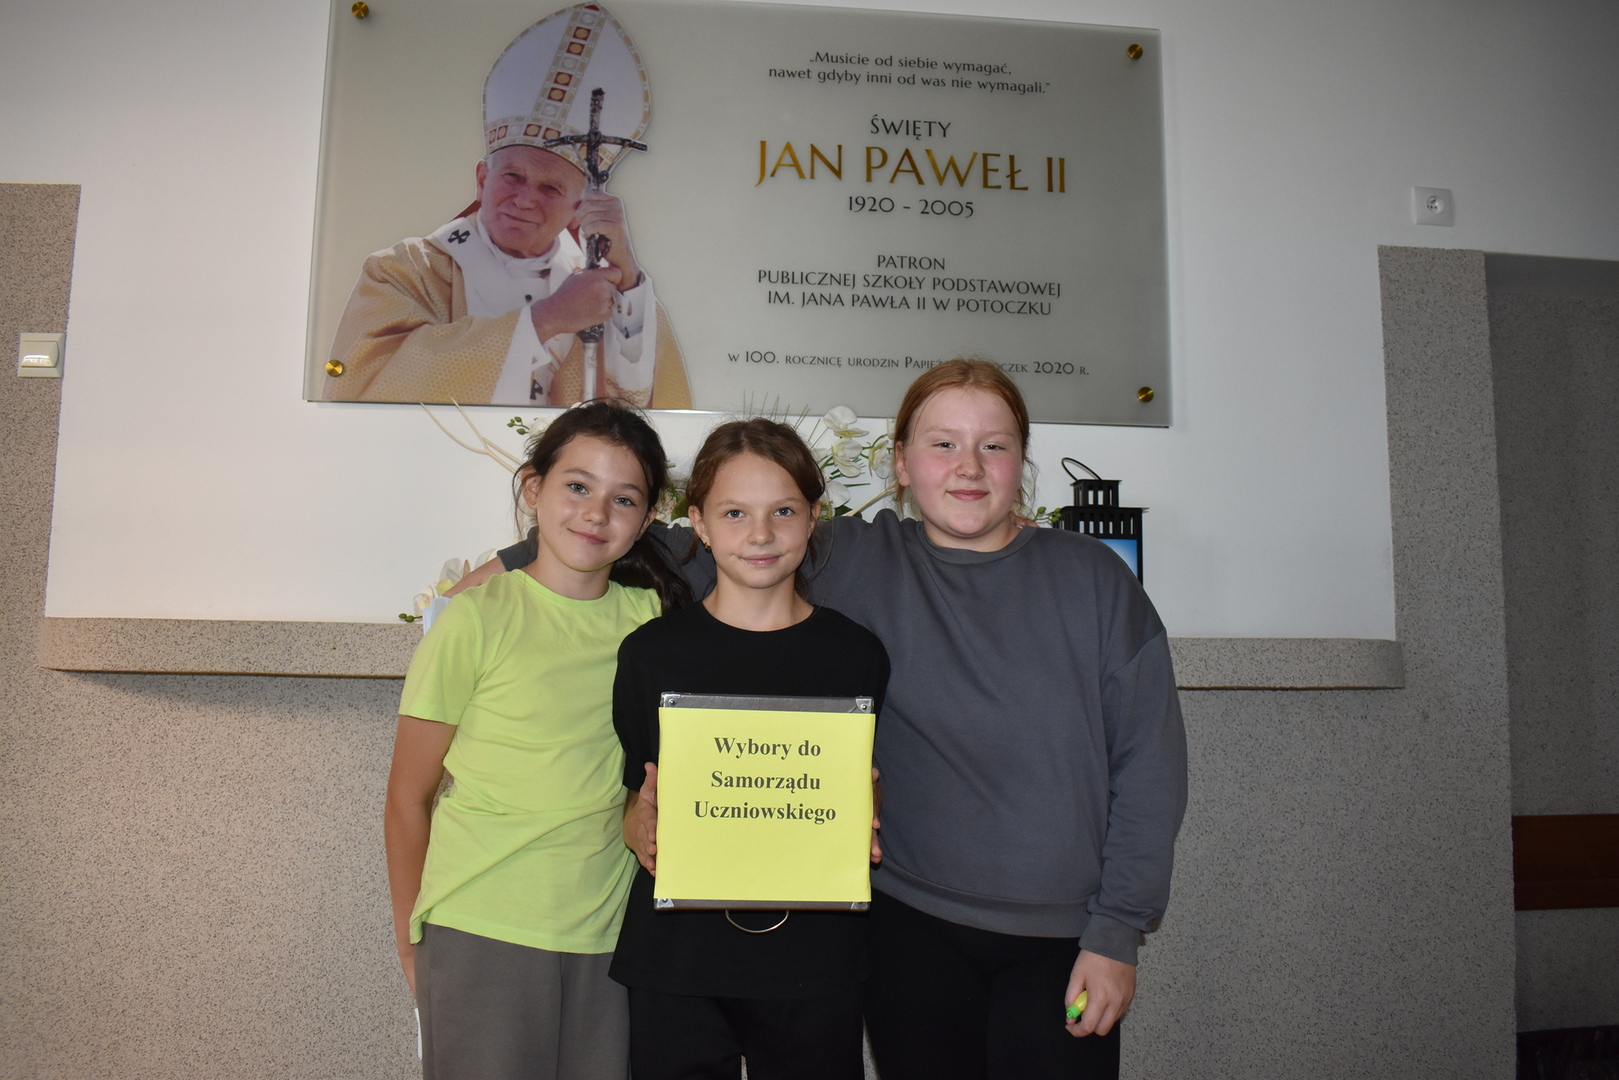 „Musicie od siebie wymagać,
nawet gdyby inni od was nie wymagali.”
ŚWIĘTY
JAN PAWEŁ II
1920 - 2005
PATRON
PUBLICZNEJ SZKOŁY PODSTAWOWEJ
IM. JANA PAWŁA II W POTOCZKU
w 100. rocznicę urodzin 2020 r.
Wybory do
Samorządu
Uczniowskiego